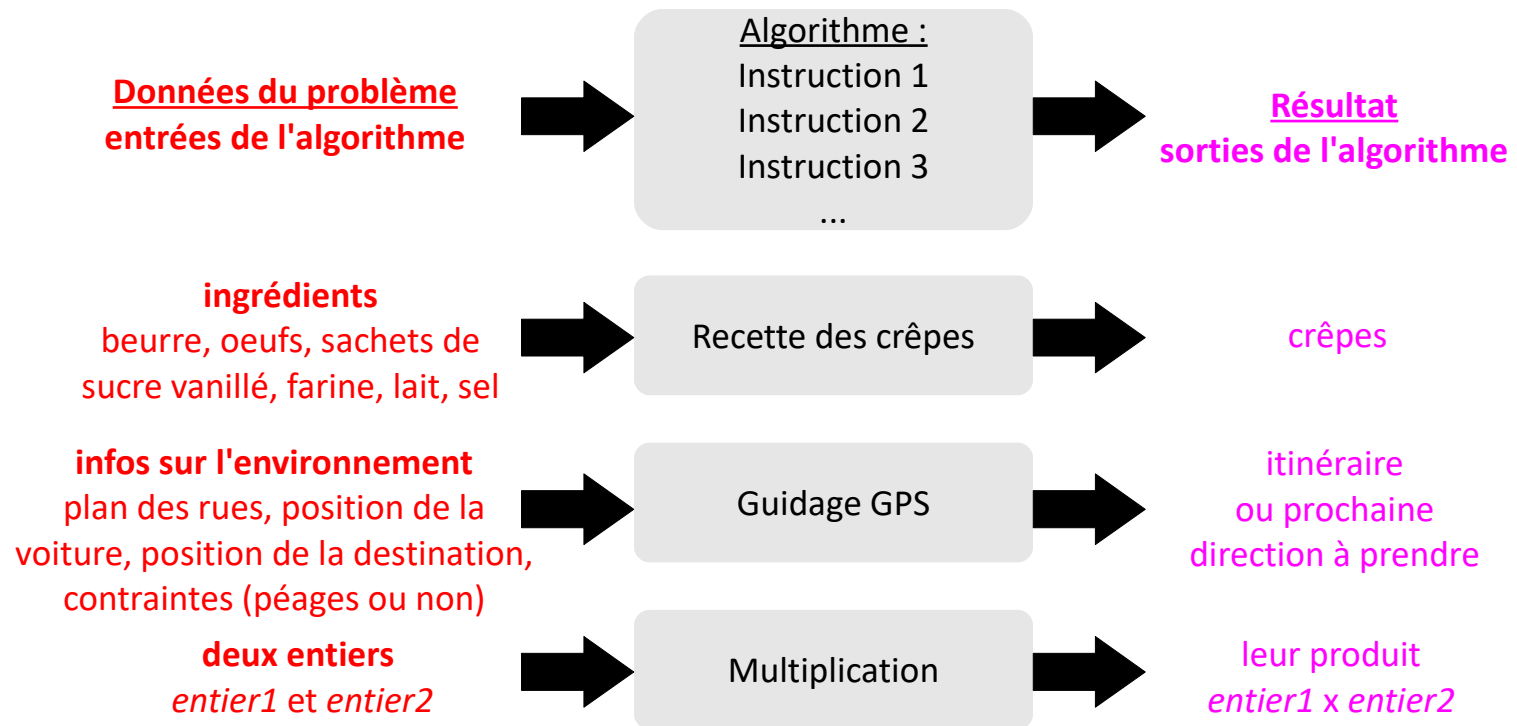 Données du problème
entrées de l'algorithme
Algorithme :
Instruction 1
Instruction 2
Instruction 3
...
Résultat
sorties de l'algorithme
ingrédients
beurre, oeufs, sachets de
sucre vanillé, farine, lait, sel
Recette des crêpes
crêpes
infos sur l'environnement
plan des rues, position de la
voiture, position de la destination,
contraintes (péages ou non)
Guidage GPS
itinéraire
ou prochaine
direction à prendre
deux entiers
entier1 et entier2
Multiplication
leur produit
entier1 x entier2